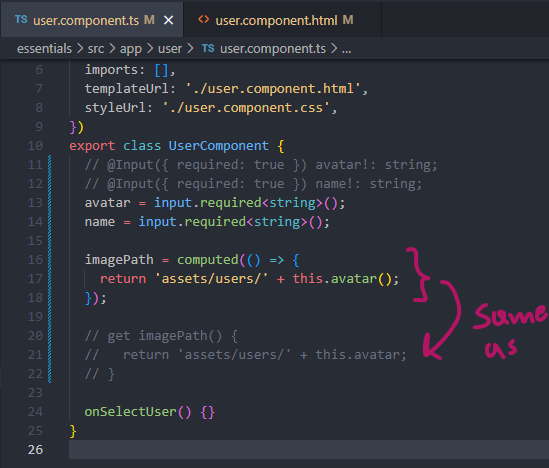 TS user.component.ts M × <> user.component.html M
essentials > src > app > user > TS user.component.ts > ...
6 imports: [],
7 templateUrl: './user.component.html',
8 styleUrl: './user.component.css',
9 })
10 export class UserComponent {
11 // @Input({ required: true }) avatar!: string;
12 // @Input({ required: true }) name!: string;
13 avatar = input.required<string>();
14 name = input.required<string>();
15
16 imagePath = computed(() => {
17 return 'assets/users/' + this.avatar();
18 });
19
20 // get imagePath() {
21 //   return 'assets/users/' + this.avatar;
22 // }
23
24 onSelectUser() {}
25 }
26
Same
as